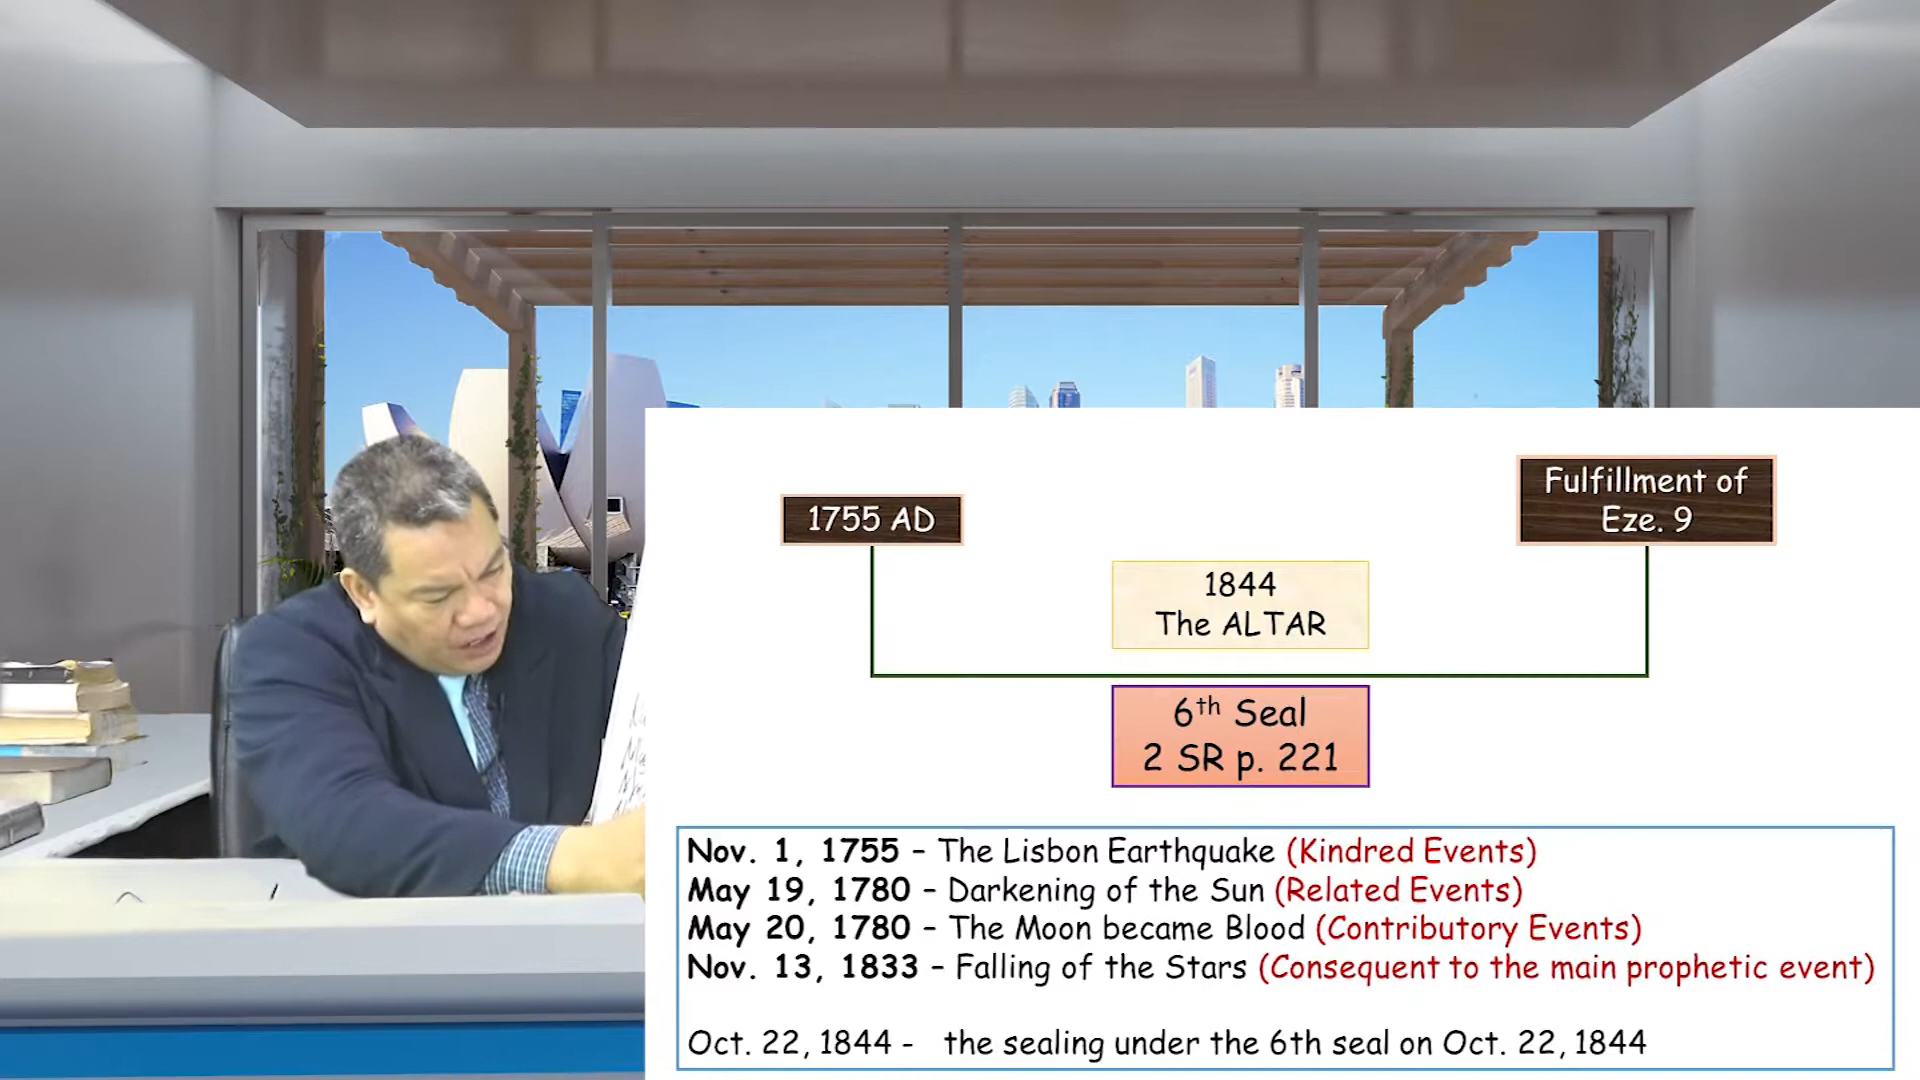 1755 AD
Fulfillment of
Eze. 9
1844
The ALTAR
6th Seal
2 SR p. 221
Nov. 1, 1755 – The Lisbon Earthquake (Kindred Events)
May 19, 1780 – Darkening of the Sun (Related Events)
May 20, 1780 – The Moon became Blood (Contributory Events)
Nov. 13, 1833 – Falling of the Stars (Consequent to the main prophetic event)
Oct. 22, 1844 - the sealing under the 6th seal on Oct. 22, 1844